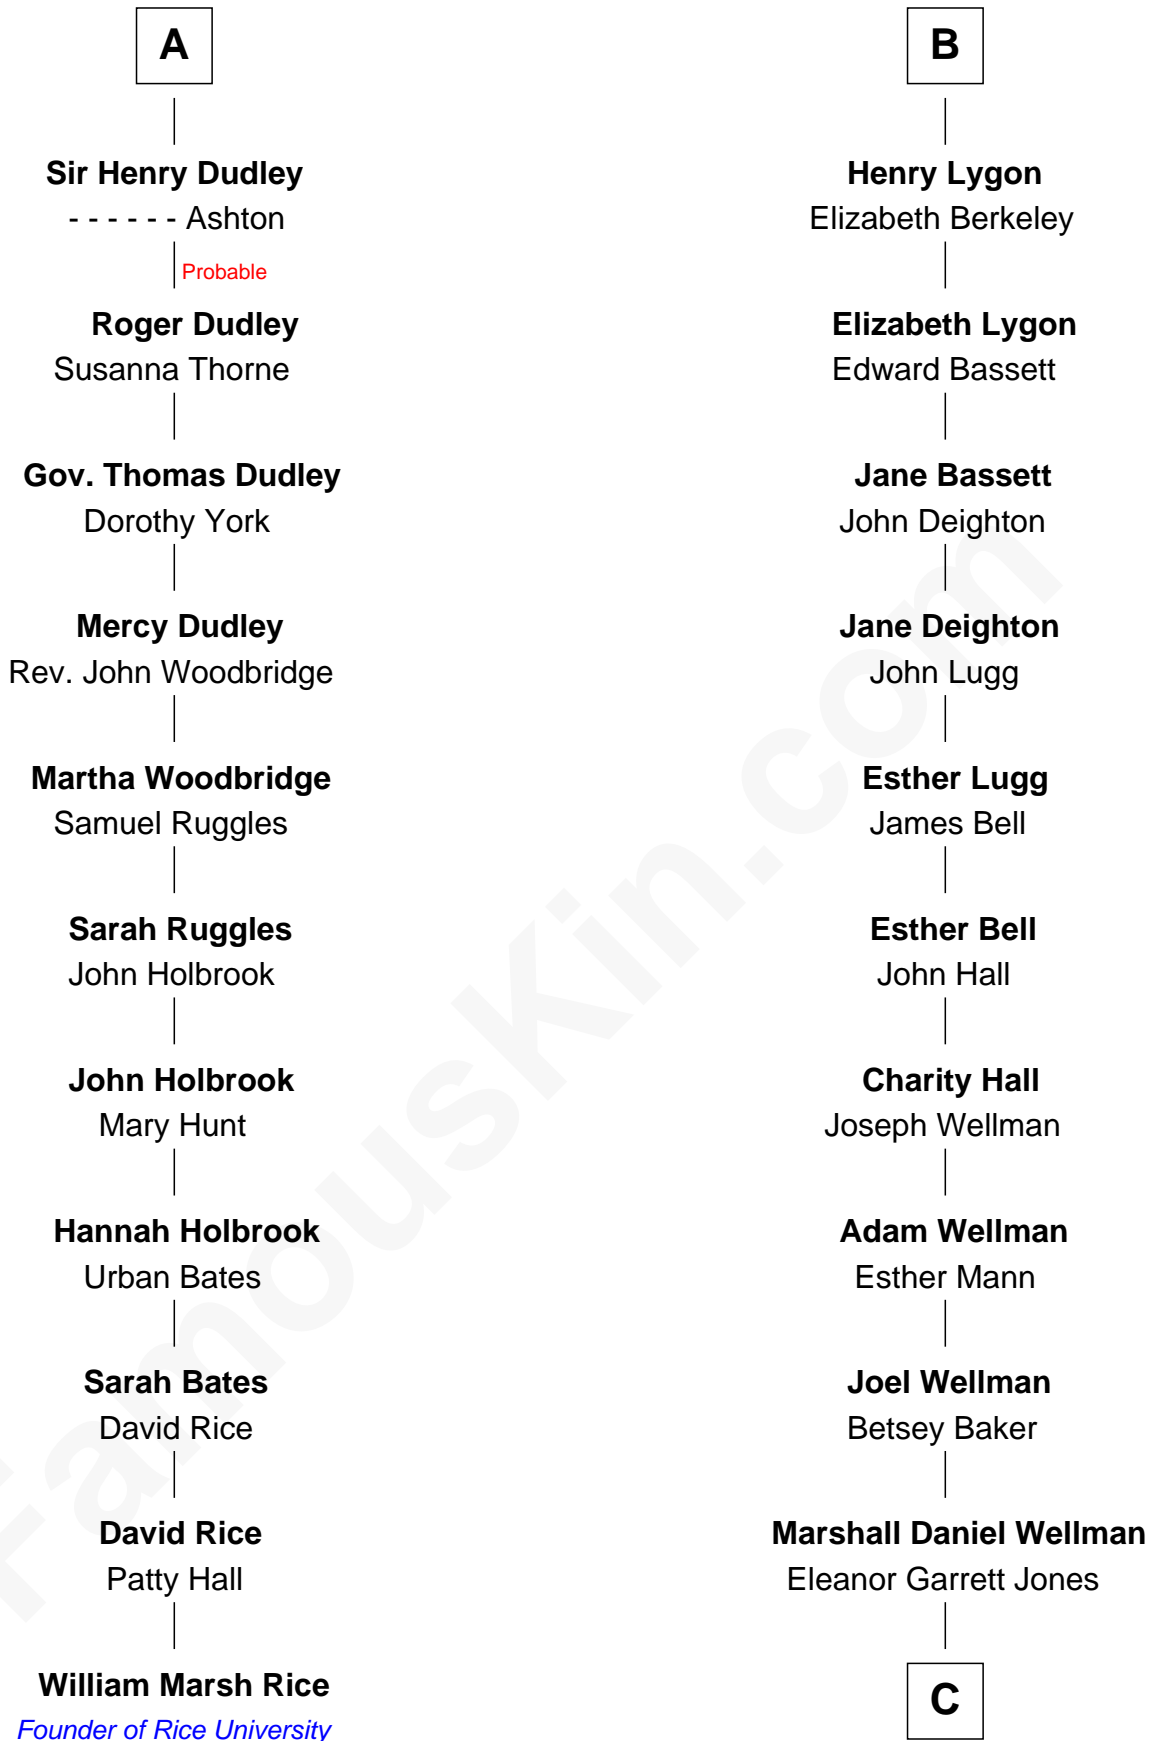 A
Sir Henry Dudley
- - - - - - Ashton
Probable
Roger Dudley
Susanna Thorne
Gov. Thomas Dudley
Dorothy York
Mercy Dudley
Rev. John Woodbridge
Martha Woodbridge
Samuel Ruggles
Sarah Ruggles
John Holbrook
John Holbrook
Mary Hunt
Hannah Holbrook
Urban Bates
Sarah Bates
David Rice
David Rice
Patty Hall
William Marsh Rice
Founder of Rice University
B
Henry Lygon
Elizabeth Berkeley
Elizabeth Lygon
Edward Bassett
Jane Bassett
John Deighton
Jane Deighton
John Lugg
Esther Lugg
James Bell
Esther Bell
John Hall
Charity Hall
Joseph Wellman
Adam Wellman
Esther Mann
Joel Wellman
Betsey Baker
Marshall Daniel Wellman
Eleanor Garrett Jones
C
FamousKin.com